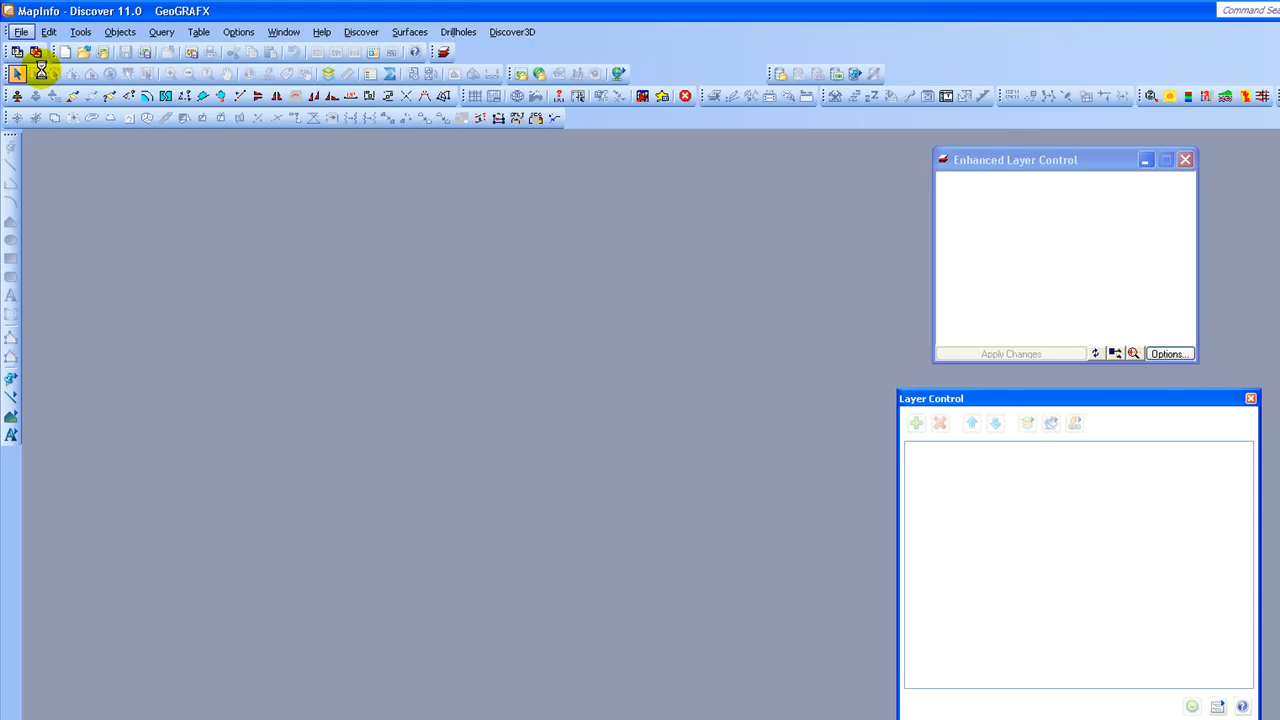 MapInfo - Discover 11.0 GeoGRAFX
Command Sea
File Edit Tools Objects Query Table Options Window Help Discover Surfaces Drillholes Discover3D
Enhanced Layer Control
Apply Changes
Options...
Layer Control